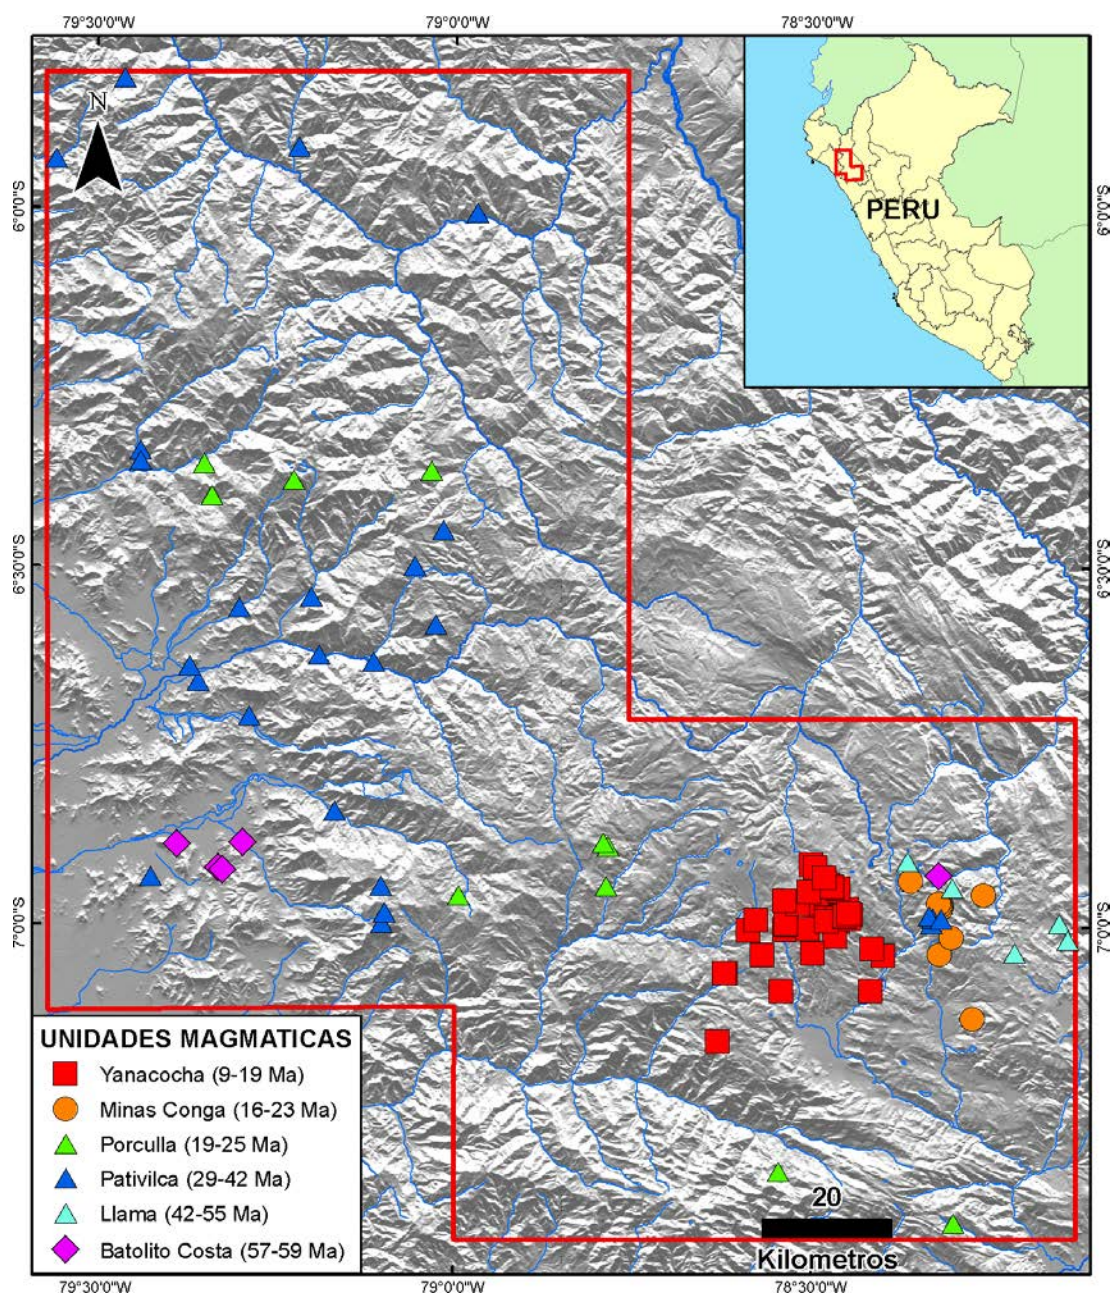 79°30'0"W
79°0'0"W
78°30'0"W
N
PERU
6°0'0"S
6°0'0"S
6°30'0"S
6°30'0"S
7°0'0"S
7°0'0"S
UNIDADES MAGMATICAS
Yanacocha (9-19 Ma)
Minas Conga (16-23 Ma)
Porculla (19-25 Ma)
Pativilca (29-42 Ma)
Llama (42-55 Ma)
Batolito Costa (57-59 Ma)
20
Kilometros
79°30'0"W
79°0'0"W
78°30'0"W